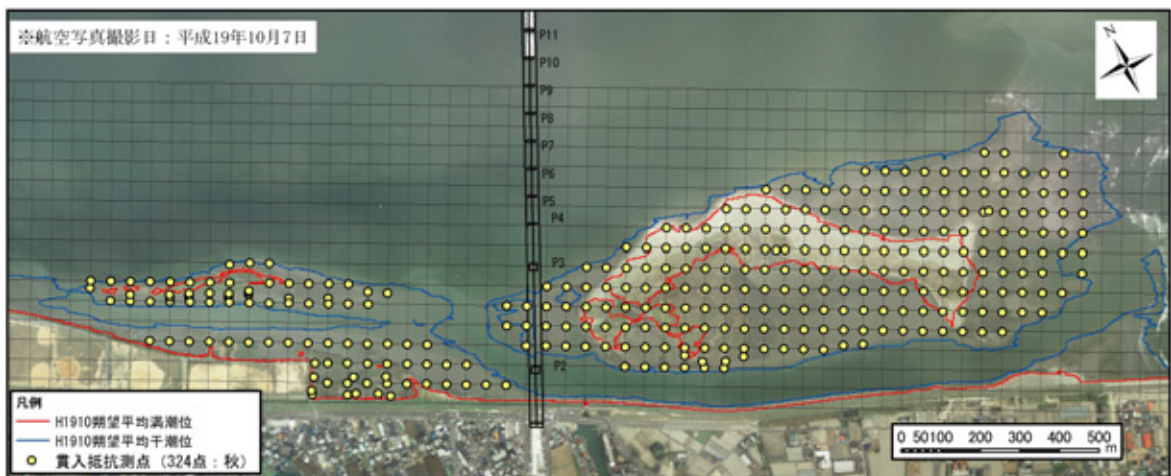 ※航空写真撮影日：平成19年10月7日
P11
P10
P9
P8
P7
P6
P5
P4
P3
P2
N
凡例
H1910朔望平均満潮位
H1910朔望平均干潮位
貫入抵抗測点（324点：秋）
0 50100 200 300 400 500
m